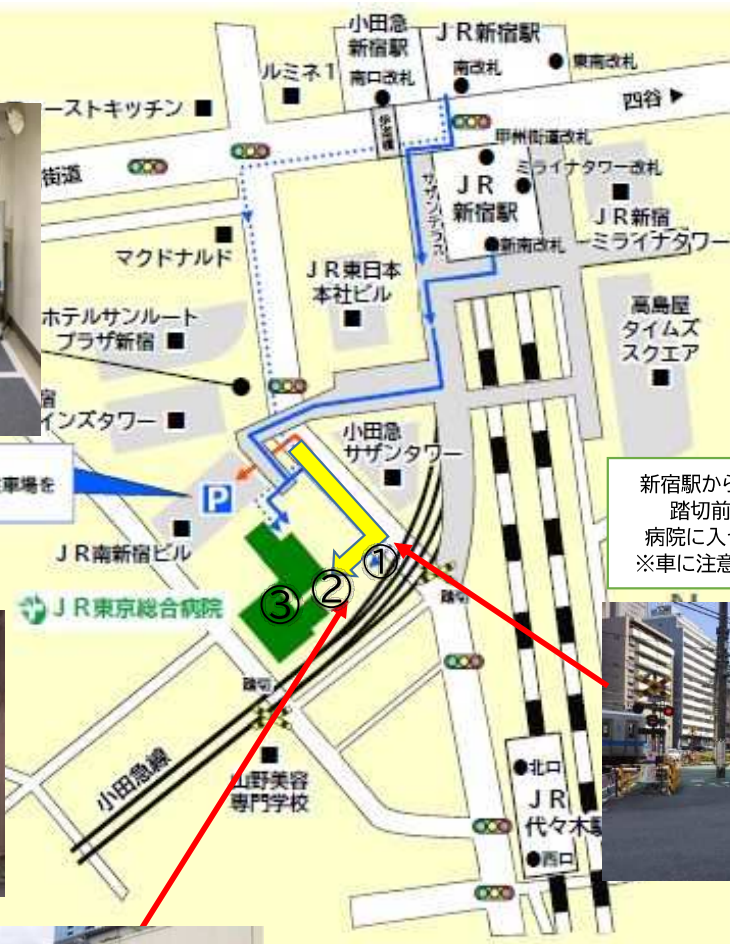 小田急
新宿駅
南口改札
JR新宿駅
南改札
東南改札
ルミネ1
ーストキッチン
四谷▶
街道
歩道橋
甲州街道改札
ミライナタワー改札
JR
新宿駅
サザンテラス
JR新宿
ミライナタワー
新南改札
マクドナルド
JR東日本
本社ビル
ホテルサンルート
プラザ新宿
高島屋
タイムズ
スクエア
宿
インズタワー
小田急
サザンタワー
車場を
P
JR南新宿ビル
新宿駅から
踏切前
病院に入
※車に注意
①
②
③
JR東京総合病院
踏切
踏切
小田急線
山野美容
専門学校
北口
JR
代々木駅
西口